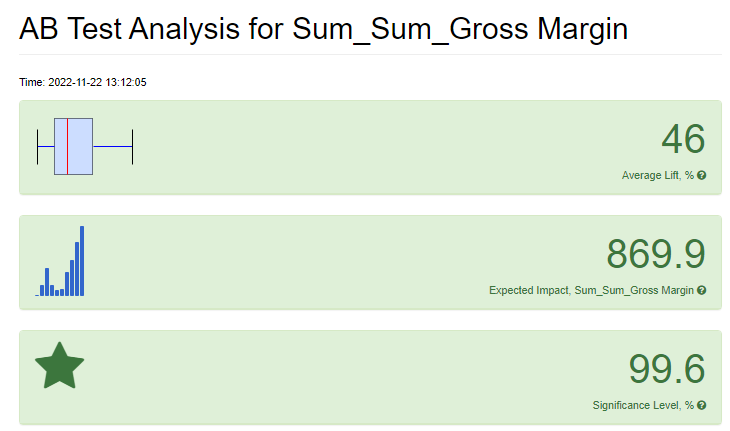 AB Test Analysis for Sum_Sum_Gross Margin
Time: 2022-11-22 13:12:05
46
Average Lift, %
869.9
Expected Impact, Sum_Sum_Gross Margin
99.6
Significance Level, %